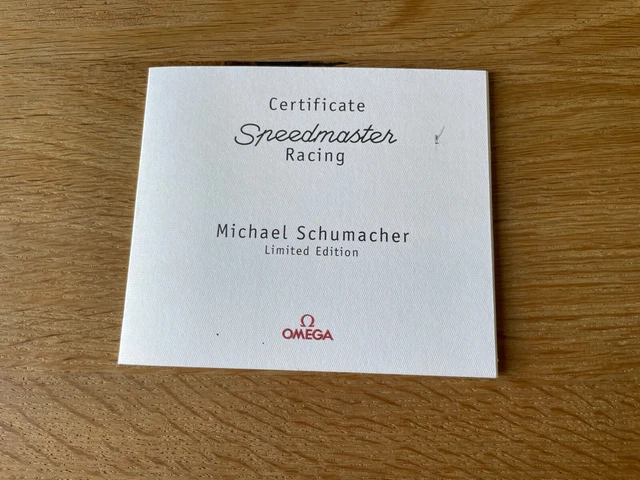 Certificate
Speedmaster
Racing
Michael Schumacher
Limited Edition
Ω
OMEGA